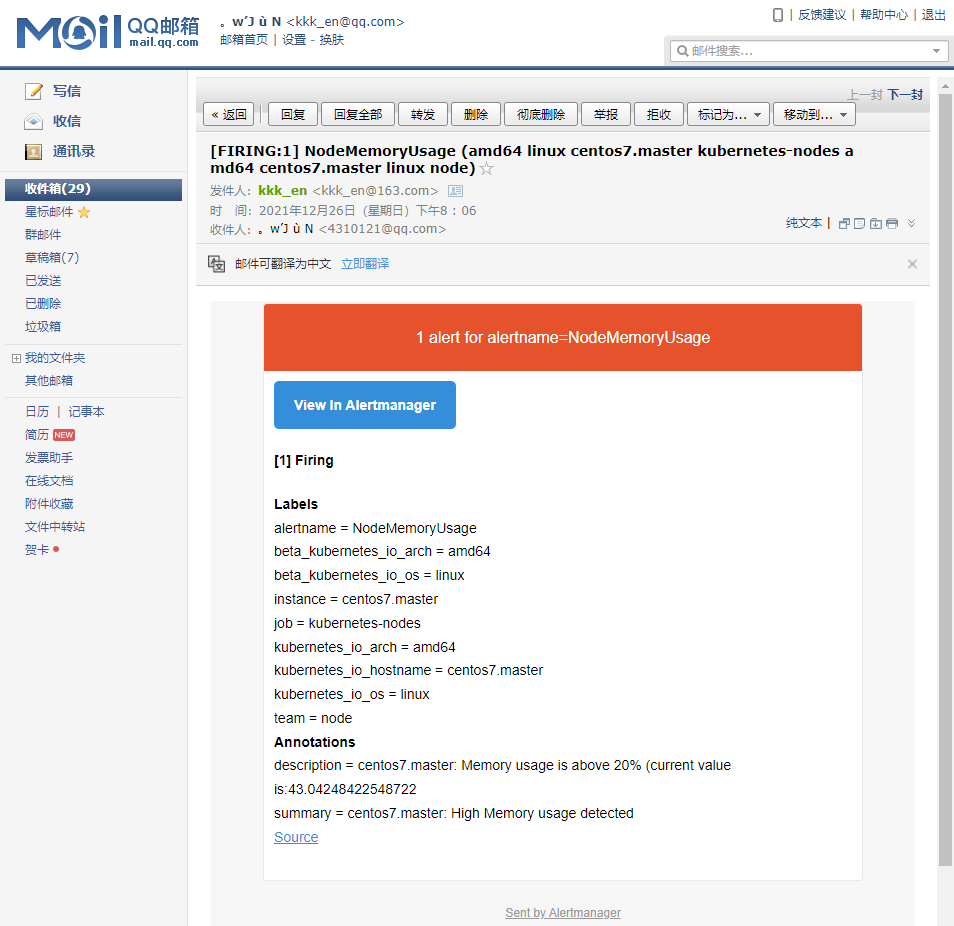 MOil QQ邮箱
mail.qq.com
。wˊJ ù N <kkk_en@qq.com>
邮箱首页 | 设置 - 换肤
| 反馈建议 | 帮助中心 | 退出
邮件搜索...
写信
收信
通讯录
收件箱(29)
星标邮件
群邮件
草稿箱(7)
已发送
已删除
垃圾箱
我的文件夹
其他邮箱
日历 | 记事本
简历 NEW
发票助手
在线文档
附件收藏
文件中转站
贺卡
上一封 下一封
« 返回 回复 回复全部 转发 删除 彻底删除 举报 拒收 标记为... 移动到...
[FIRING:1] NodeMemoryUsage (amd64 linux centos7.master kubernetes-nodes a
md64 centos7.master linux node)
发件人: kkk_en <kkk_en@163.com>
时 间: 2021年12月26日 (星期日) 下午8:06
收件人: 。wˊJ ù N <4310121@qq.com>
纯文本 |
邮件可翻译为中文 立即翻译
1 alert for alertname=NodeMemoryUsage
View In Alertmanager
[1] Firing
Labels
alertname = NodeMemoryUsage
beta_kubernetes_io_arch = amd64
beta_kubernetes_io_os = linux
instance = centos7.master
job = kubernetes-nodes
kubernetes_io_arch = amd64
kubernetes_io_hostname = centos7.master
kubernetes_io_os = linux
team = node
Annotations
description = centos7.master: Memory usage is above 20% (current value
is:43.04248422548722
summary = centos7.master: High Memory usage detected
Source
Sent by Alertmanager